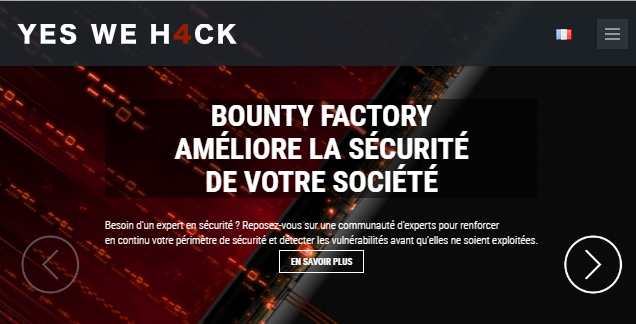 YES WE H4CK
BOUNTY FACTORY
AMÉLIORE LA SÉCURITÉ
DE VOTRE SOCIÉTÉ
Besoin d'un expert en sécurité ? Reposez-vous sur une communauté d'experts pour renforcer
en continu votre périmètre de sécurité et détecter les vulnérabilités avant qu'elles ne soient exploitées.
EN SAVOIR PLUS